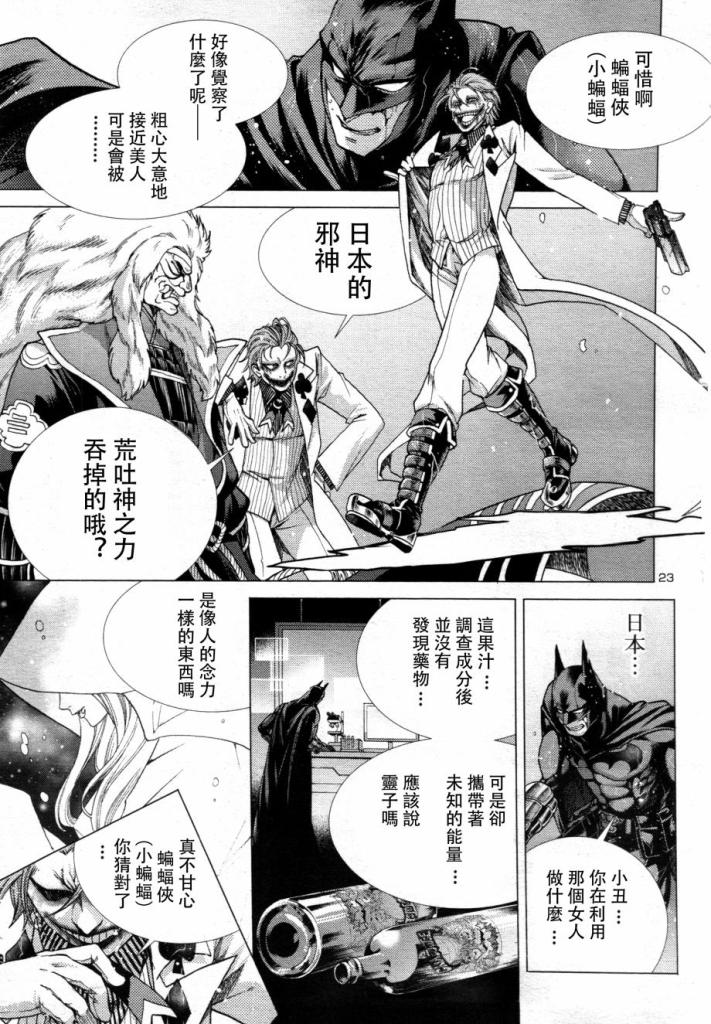 可惜啊
蝙蝠俠
（小蝙蝠）
好像覺察了
什麼了呢——
粗心大意地
接近美人
可是會被
………
日本的
邪神
荒吐神之力
吞掉的哦？
23
日本…
小丑…
你在利用
那個女人
做什麼…
這果汁…
調查成分後
並沒有
發現藥物…
可是卻
攜帶著
未知的能量…
應該說
靈子嗎
是像人的念力
一樣的東西嗎
真不甘心
蝙蝠俠
（小蝙蝠）
你猜對了
…